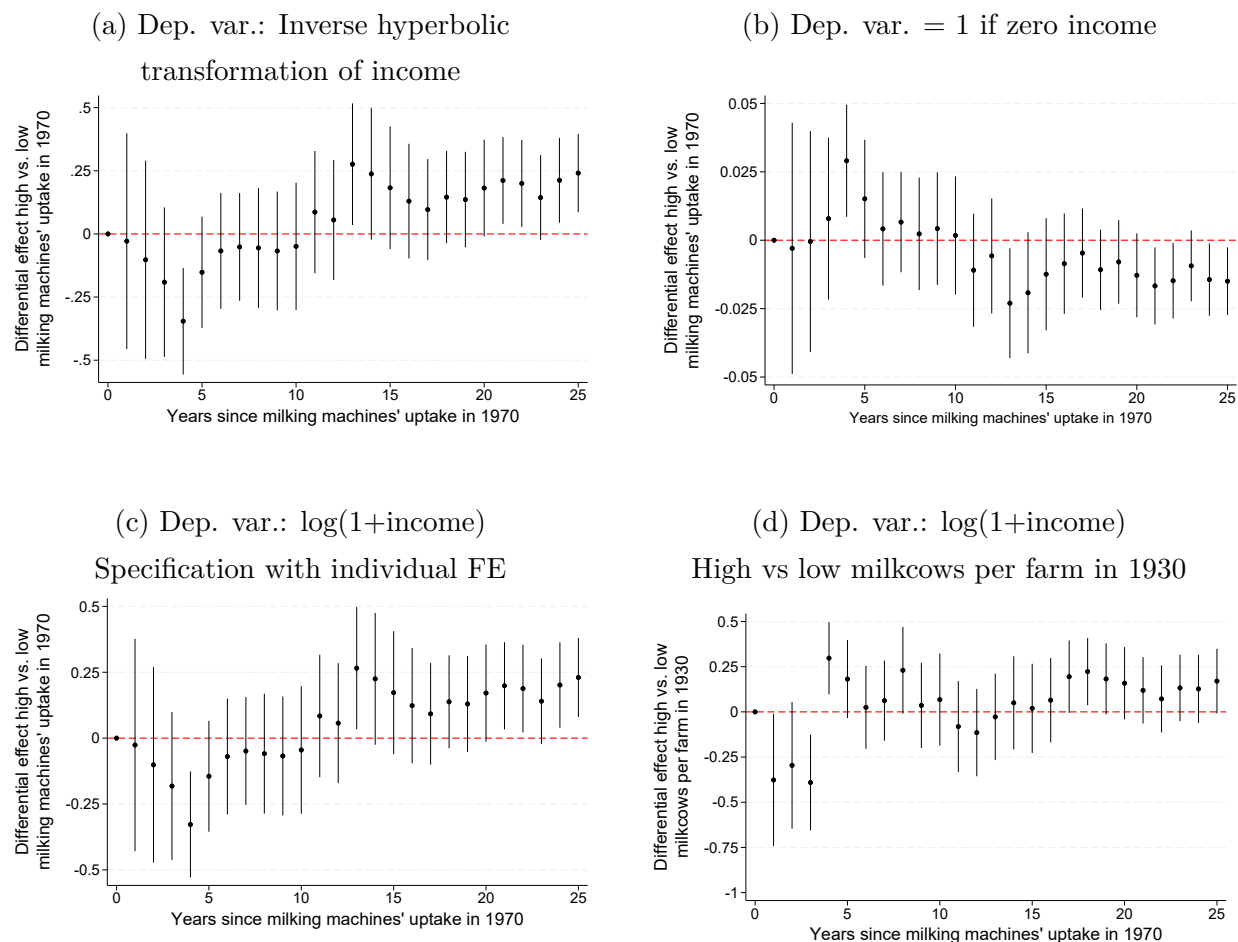 (a) Dep. var.: Inverse hyperbolic
transformation of income
Differential effect high vs. low
milking machines' uptake in 1970
.5
.25
0
-.25
-.5
0 5 10 15 20 25
Years since milking machines' uptake in 1970
(b) Dep. var. = 1 if zero income
Differential effect high vs. low
milking machines' uptake in 1970
0.05
0.025
0
-0.025
-0.05
0 5 10 15 20 25
Years since milking machines' uptake in 1970
(c) Dep. var.: log(1+income)
Specification with individual FE
Differential effect high vs. low
milking machines' uptake in 1970
0.5
0.25
0
-0.25
-0.5
0 5 10 15 20 25
Years since milking machines' uptake in 1970
(d) Dep. var.: log(1+income)
High vs low milkcows per farm in 1930
Differential effect high vs. low
milkcows per farm in 1930
0.5
0.25
0
-0.25
-0.5
-0.75
-1
0 5 10 15 20 25
Years since milking machines' uptake in 1970